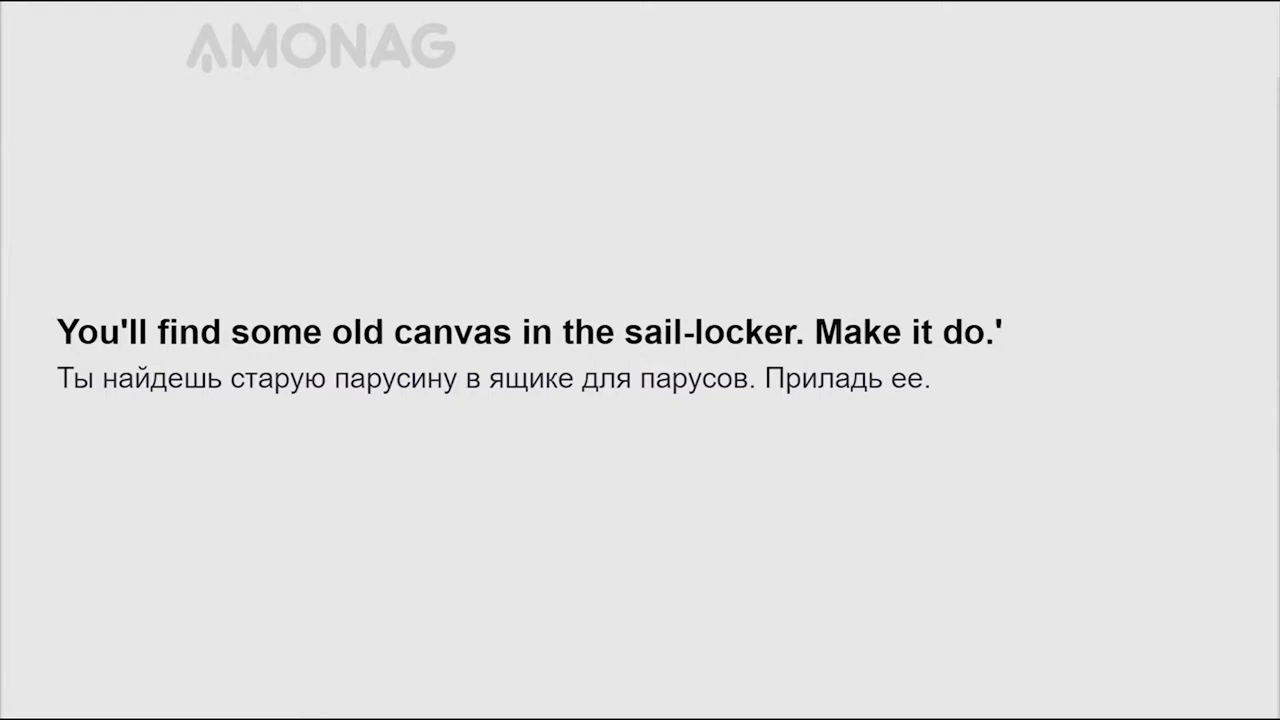 AMONAG
You'll find some old canvas in the sail-locker. Make it do.'
Ты найдешь старую парусину в ящике для парусов. Приладь ее.